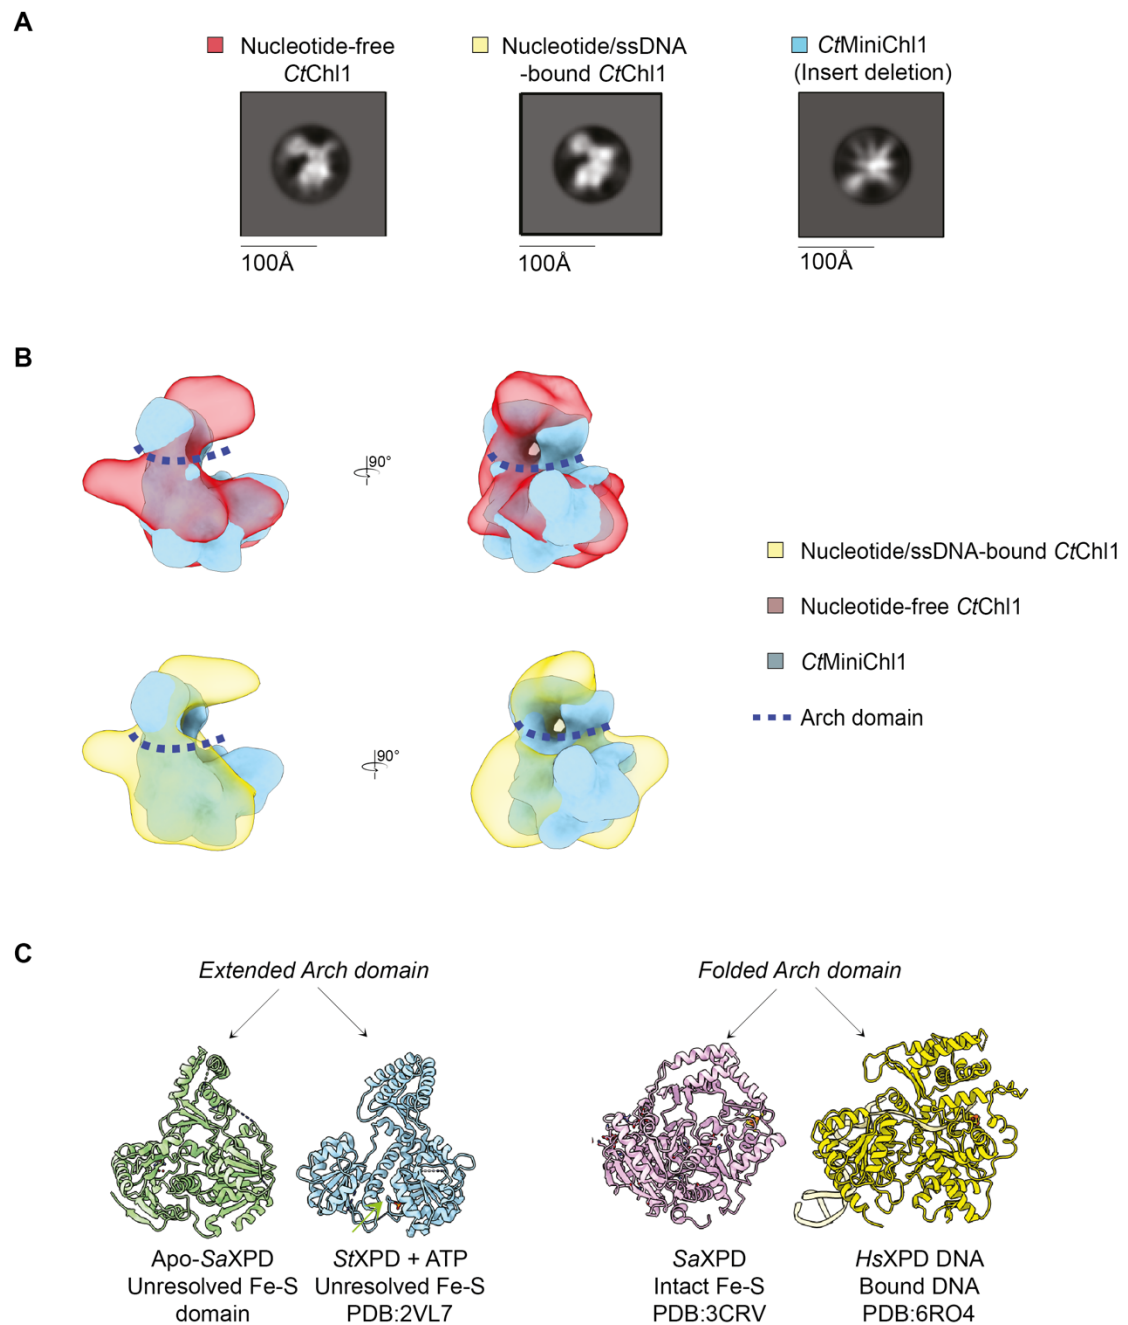 A
Nucleotide-free
CtChl1
Nucleotide/ssDNA
-bound CtChl1
CtMiniChl1
(Insert deletion)
100Å
100Å
100Å
B
90°
90°
Nucleotide/ssDNA-bound CtChl1
Nucleotide-free CtChl1
CtMiniChl1
Arch domain
C
Extended Arch domain
Folded Arch domain
Apo-SaXPD
Unresolved Fe-S
domain
StXPD + ATP
Unresolved Fe-S
PDB:2VL7
SaXPD
Intact Fe-S
PDB:3CRV
HsXPD DNA
Bound DNA
PDB:6RO4